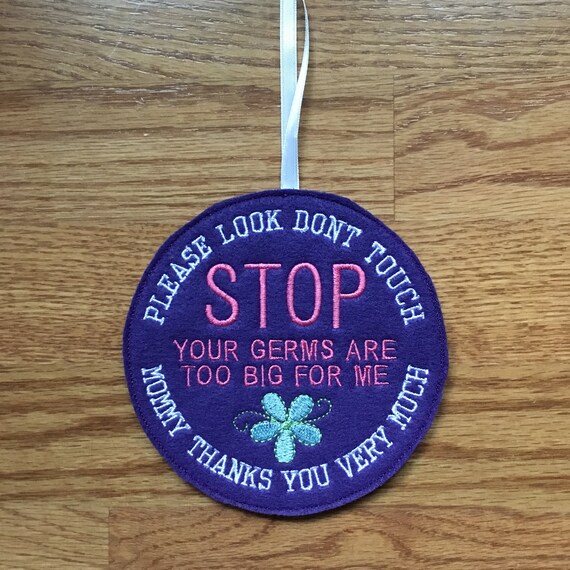 PLEASE LOOK DONT TOUCH
STOP
YOUR GERMS ARE
TOO BIG FOR ME
MOMMY THANKS YOU VERY MUCH